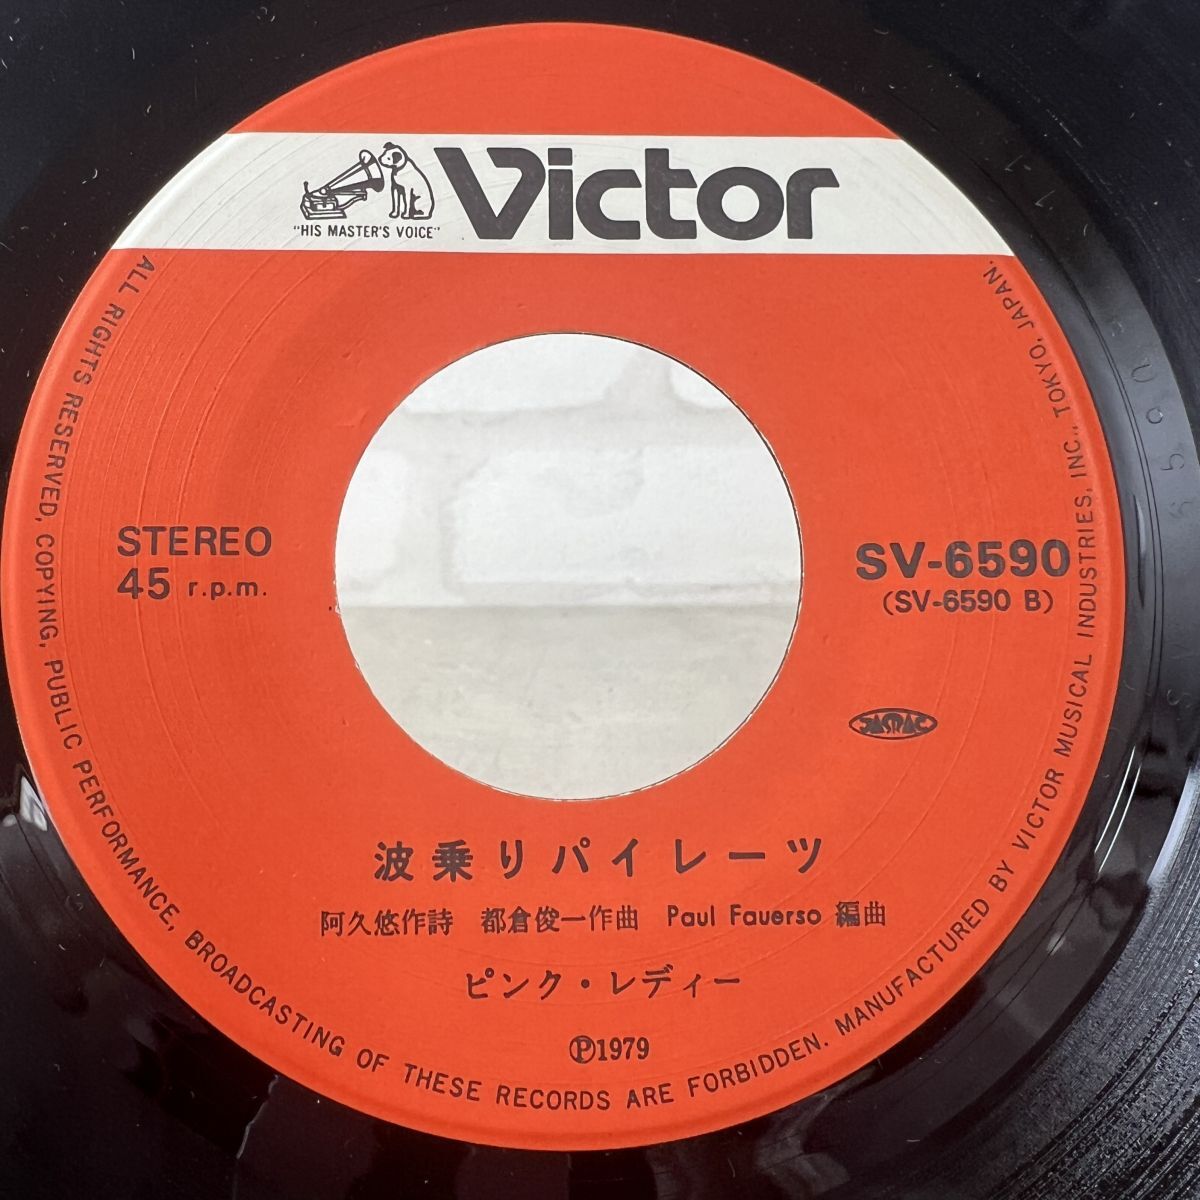 "HIS MASTER'S VOICE"
Victor
STEREO
45 r.p.m.
SV-6590
(SV-6590 B)
JASRAC
波乗りパイレーツ
阿久悠作詩 都倉俊一作曲 Paul Fauerso 編曲
ピンク・レディー
Ⓟ1979
ALL RIGHTS RESERVED, COPYING, PUBLIC PERFORMANCE, BROADCASTING OF THESE RECORDS ARE FORBIDDEN. MANUFACTURED BY VICTOR MUSICAL INDUSTRIES, INC., TOKYO, JAPAN.